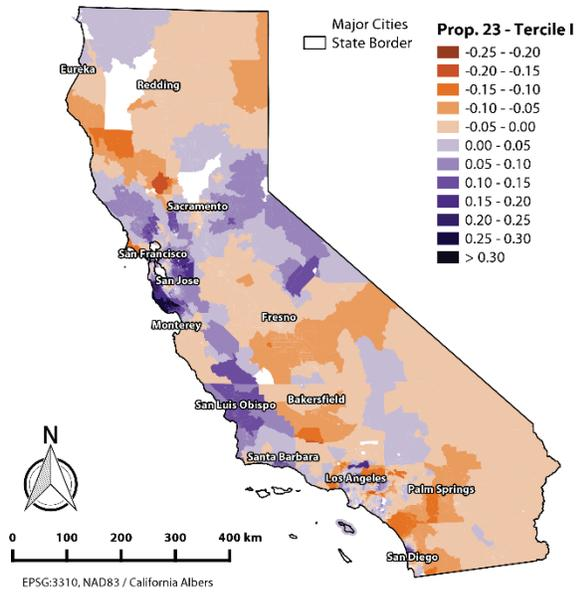 Major Cities
State Border
Prop. 23 - Tercile I
-0.25 - -0.20
-0.20 - -0.15
-0.15 - -0.10
-0.10 - -0.05
-0.05 - 0.00
0.00 - 0.05
0.05 - 0.10
0.10 - 0.15
0.15 - 0.20
0.20 - 0.25
0.25 - 0.30
> 0.30
Eureka
Redding
Sacramento
San Francisco
San Jose
Monterey
Fresno
San Luis Obispo
Bakersfield
Santa Barbara
Los Angeles
Palm Springs
San Diego
N
0 100 200 300 400 km
EPSG:3310, NAD83 / California Albers